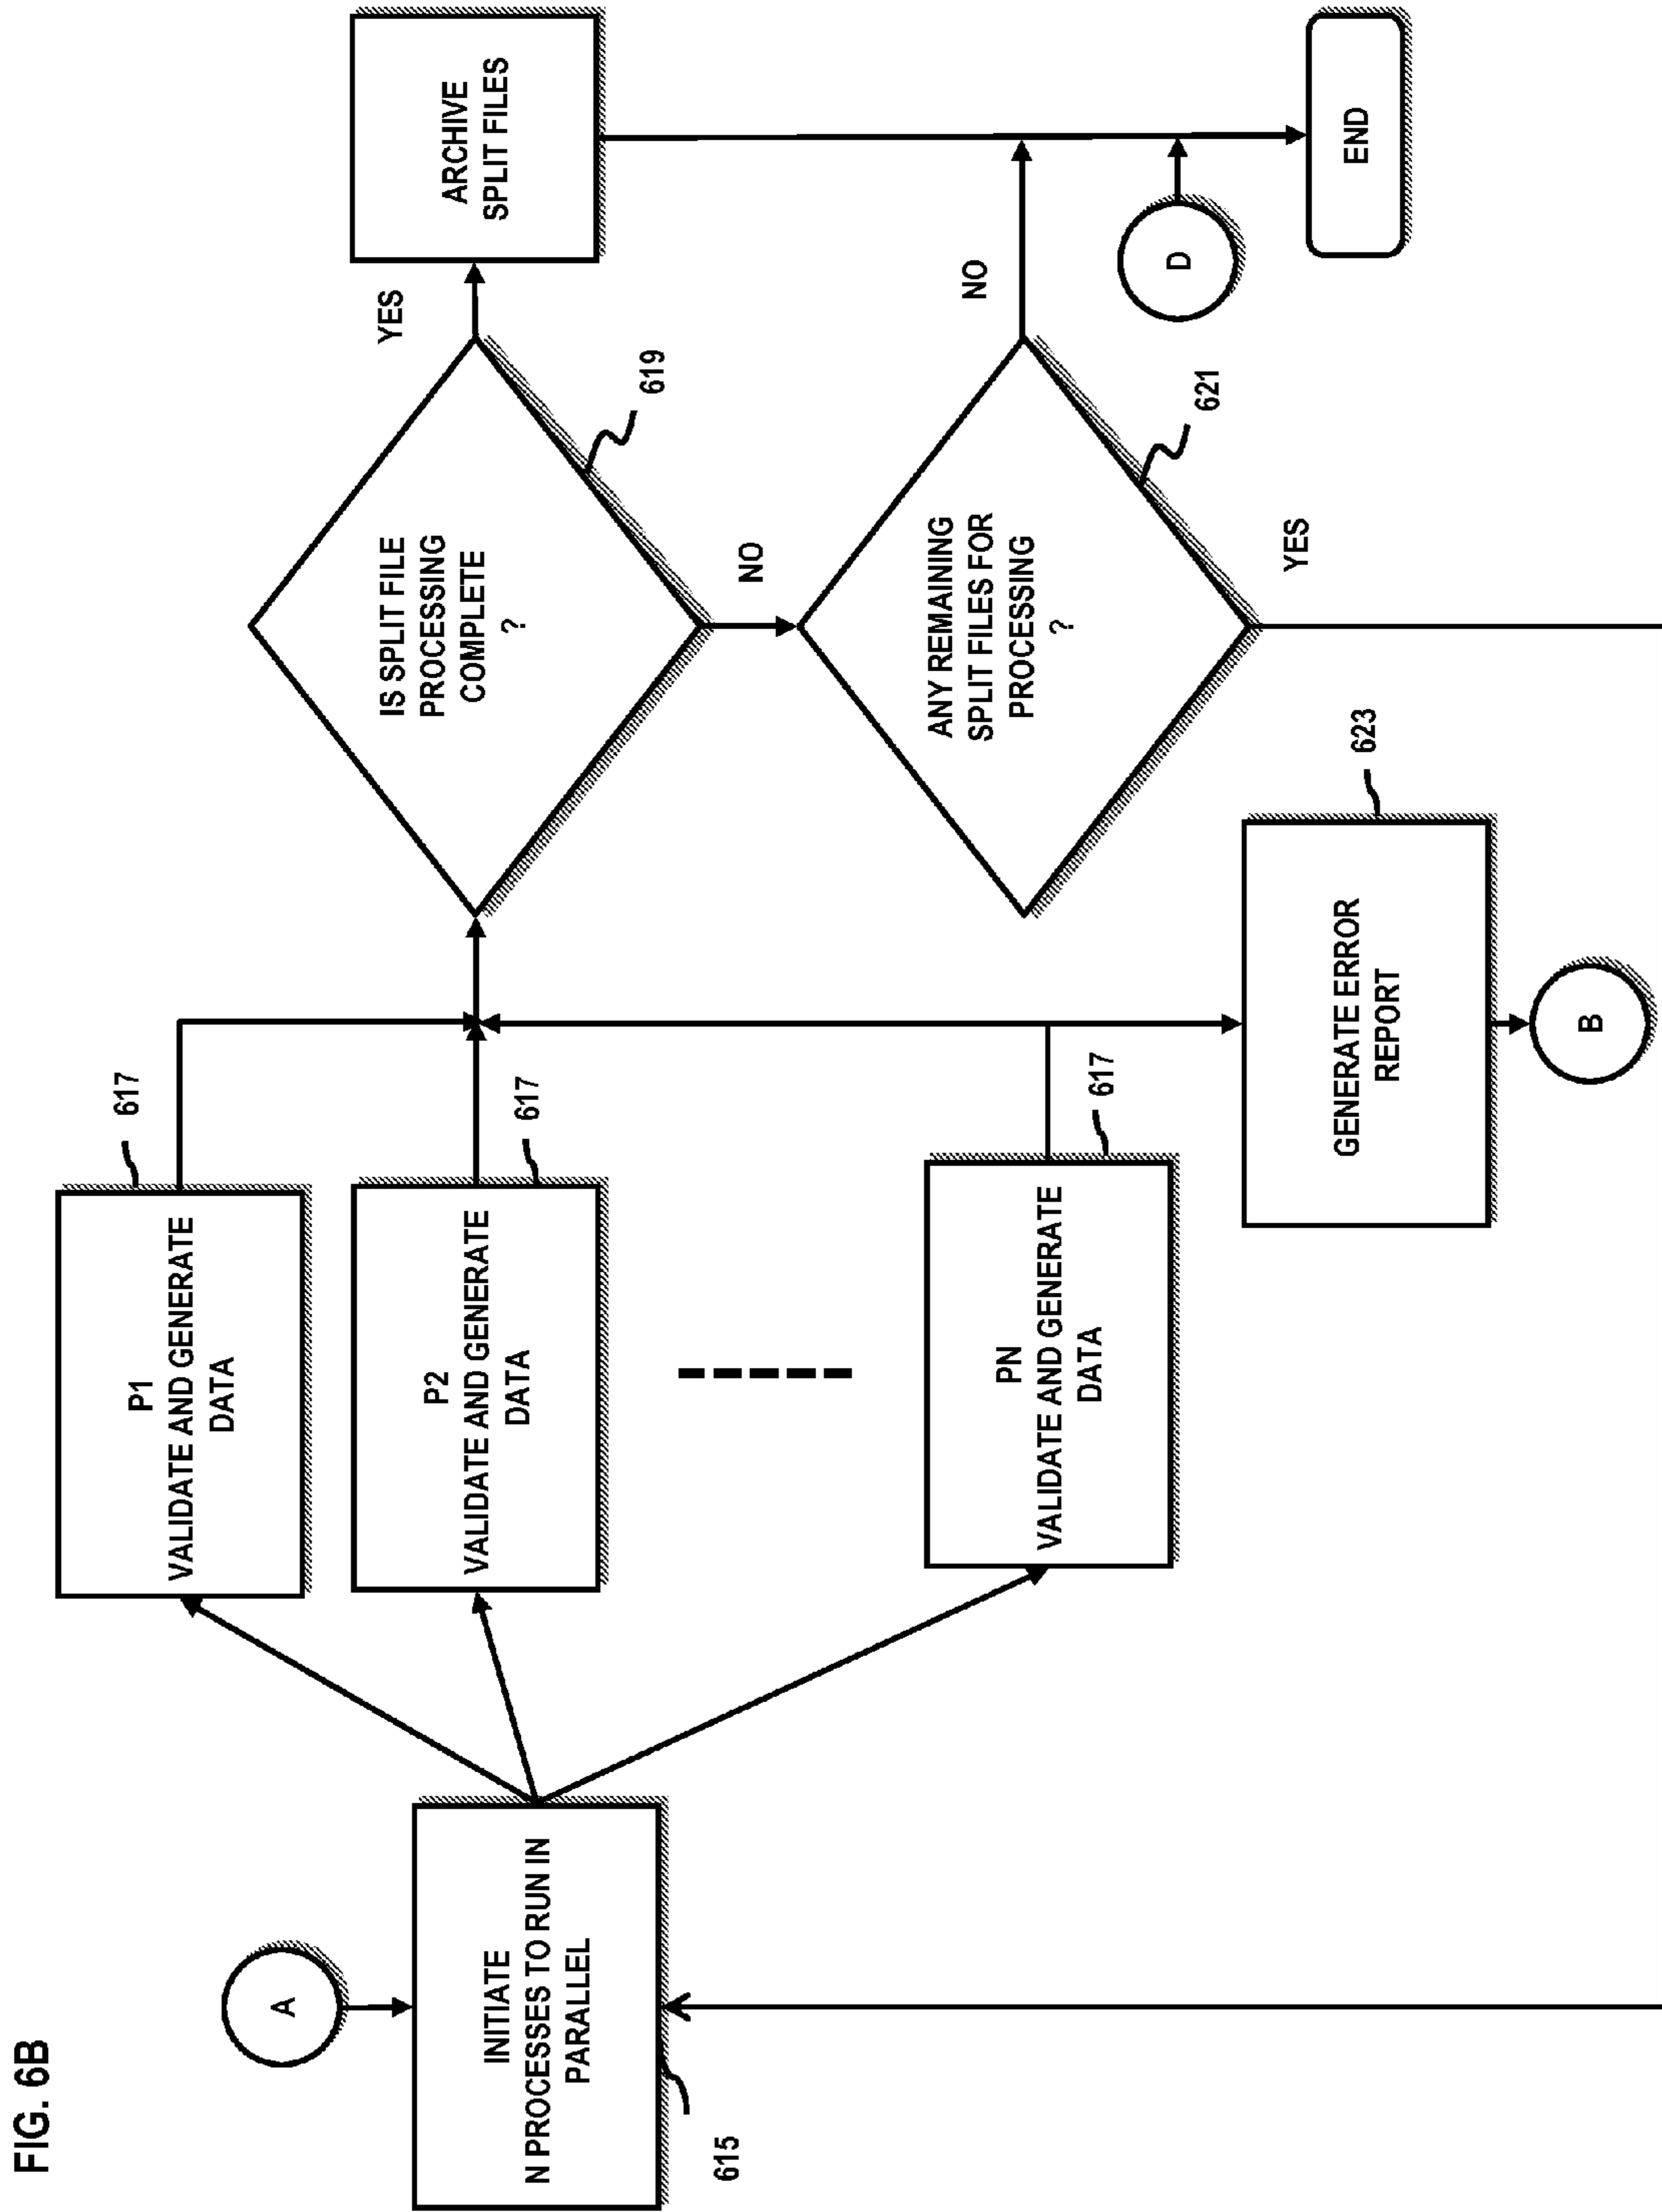 FIG. 6B
A
INITIATE
N PROCESSES TO RUN IN
PARALLEL
615
P1
VALIDATE AND GENERATE
DATA
617
P2
VALIDATE AND GENERATE
DATA
617
PN
VALIDATE AND GENERATE
DATA
617
IS SPLIT FILE
PROCESSING
COMPLETE
?
619
YES
NO
ARCHIVE
SPLIT FILES
ANY REMAINING
SPLIT FILES FOR
PROCESSING
?
621
NO
YES
D
END
GENERATE ERROR
REPORT
623
B